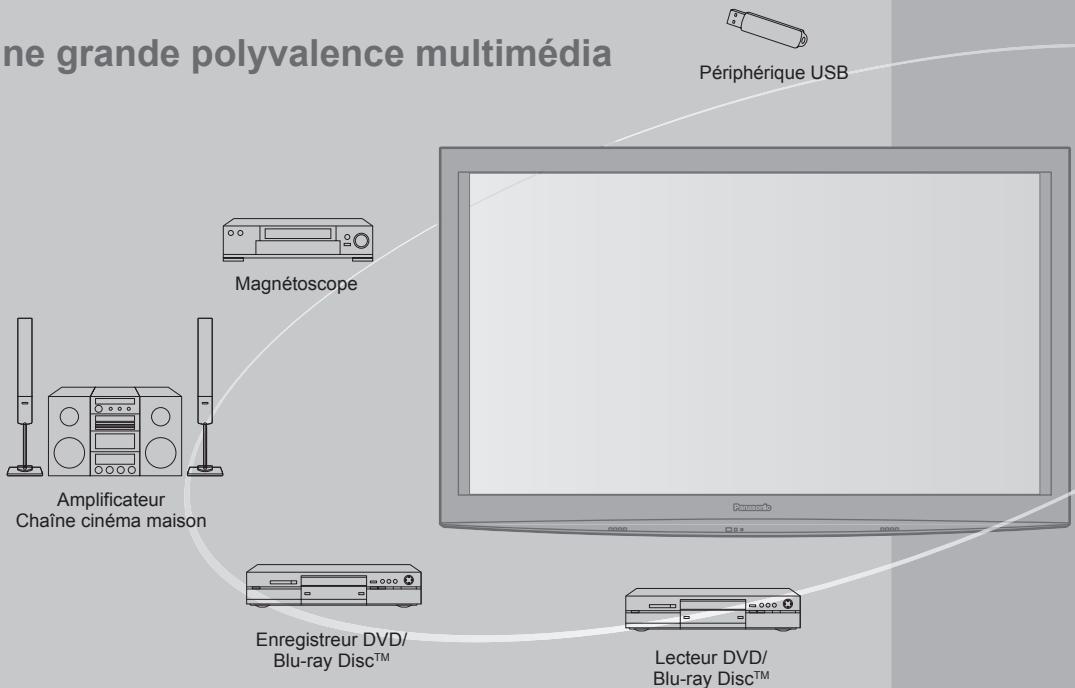 ne grande polyvalence multimédia
Périphérique USB
Magnétoscope
Panasonic
Amplificateur
Chaîne cinéma maison
Enregistreur DVD/
Blu-ray Disc™
Lecteur DVD/
Blu-ray Disc™